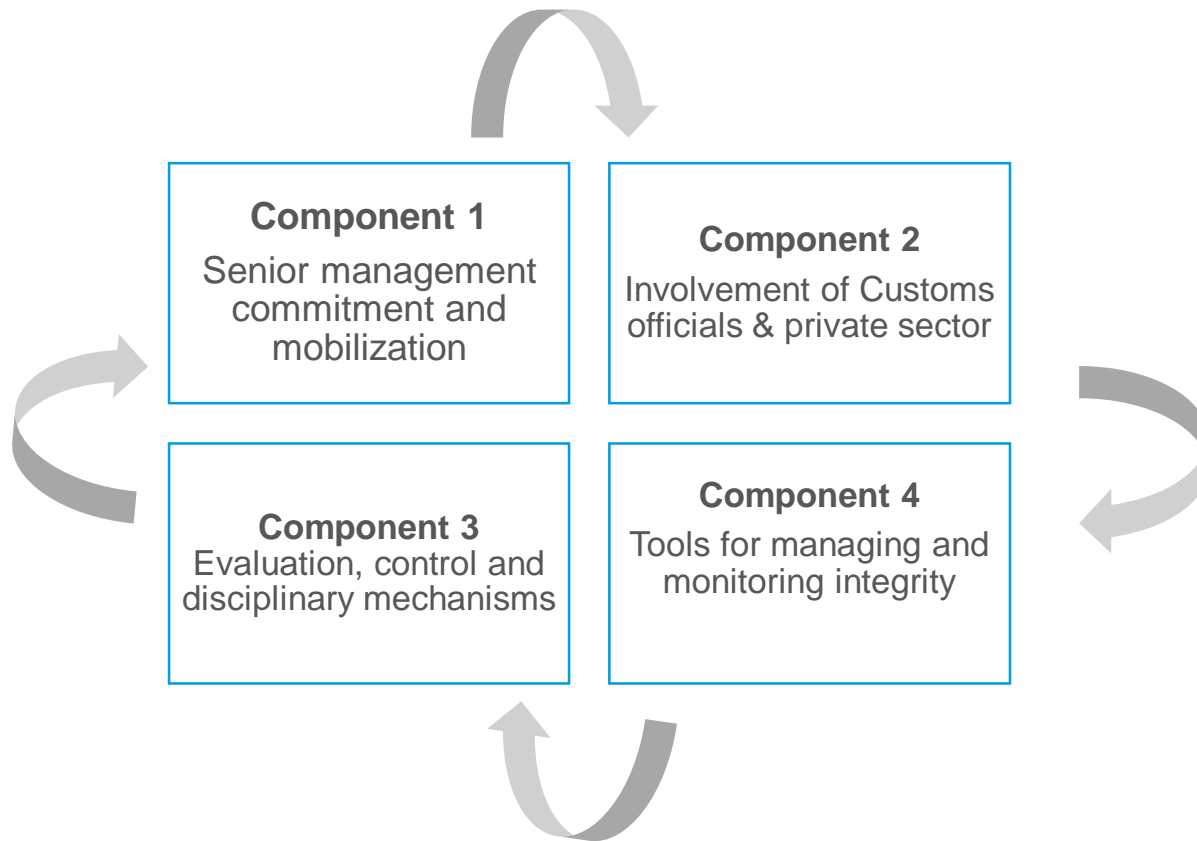 Component 1
Senior management
commitment and
mobilization
Component 2
Involvement of Customs
officials & private sector
Component 3
Evaluation, control and
disciplinary mechanisms
Component 4
Tools for managing and
monitoring integrity